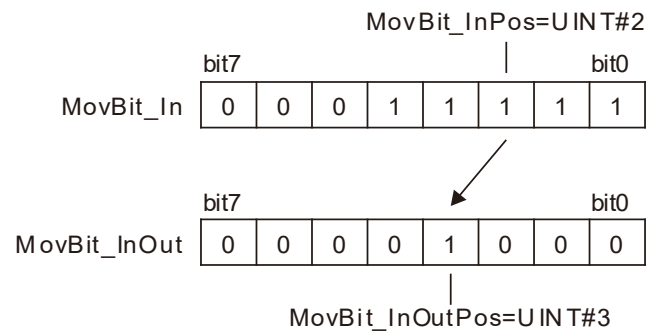 MovBit_InPos=UINT#2
bit7 bit0
MovBit_In 0 0 0 1 1 1 1 1
bit7 bit0
MovBit_InOut 0 0 0 0 1 0 0 0
MovBit_InOutPos=UINT#3